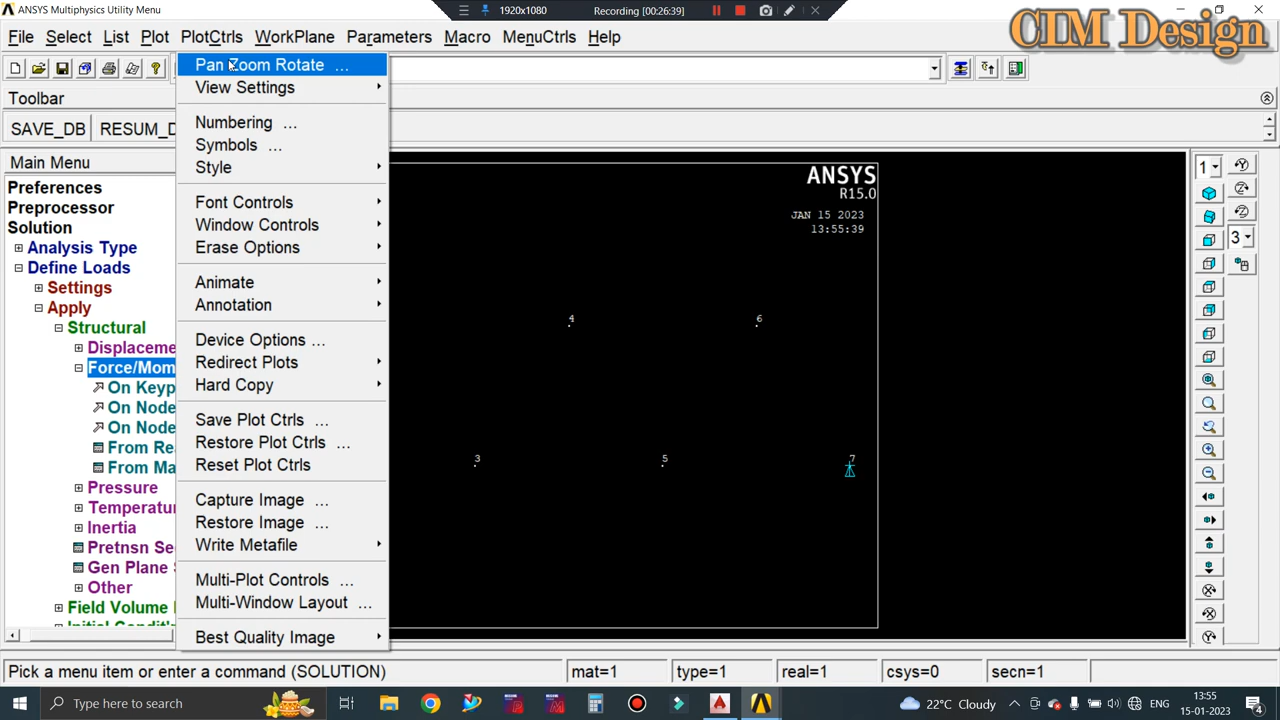 ANSYS Multiphysics Utility Menu
1920x1080
Recording [00:26:39]
CIM Design
File Select List Plot PlotCtrls WorkPlane Parameters Macro MenuCtrls Help
Pan Zoom Rotate ...
View Settings
Numbering ...
Symbols ...
Style
Font Controls
Window Controls
Erase Options
Animate
Annotation
Device Options ...
Redirect Plots
Hard Copy
Save Plot Ctrls ...
Restore Plot Ctrls ...
Reset Plot Ctrls
Capture Image ...
Restore Image ...
Write Metafile
Multi-Plot Controls ...
Multi-Window Layout ...
Best Quality Image
Toolbar
SAVE_DB RESUM_D
Main Menu
Preferences
Preprocessor
Solution
Analysis Type
Define Loads
Settings
Apply
Structural
Displaceme
Force/Mom
On Keyp
On Node
On Node
From Re
From Ma
Pressure
Temperatu
Inertia
Pretnsn Se
Gen Plane
Other
Field Volume
ANSYS
R15.0
JAN 15 2023
13:55:39
4
6
3
5
7
1
3
Pick a menu item or enter a command (SOLUTION)
mat=1
type=1
real=1
csys=0
secn=1
Type here to search
22°C Cloudy
ENG
13:55
15-01-2023
4